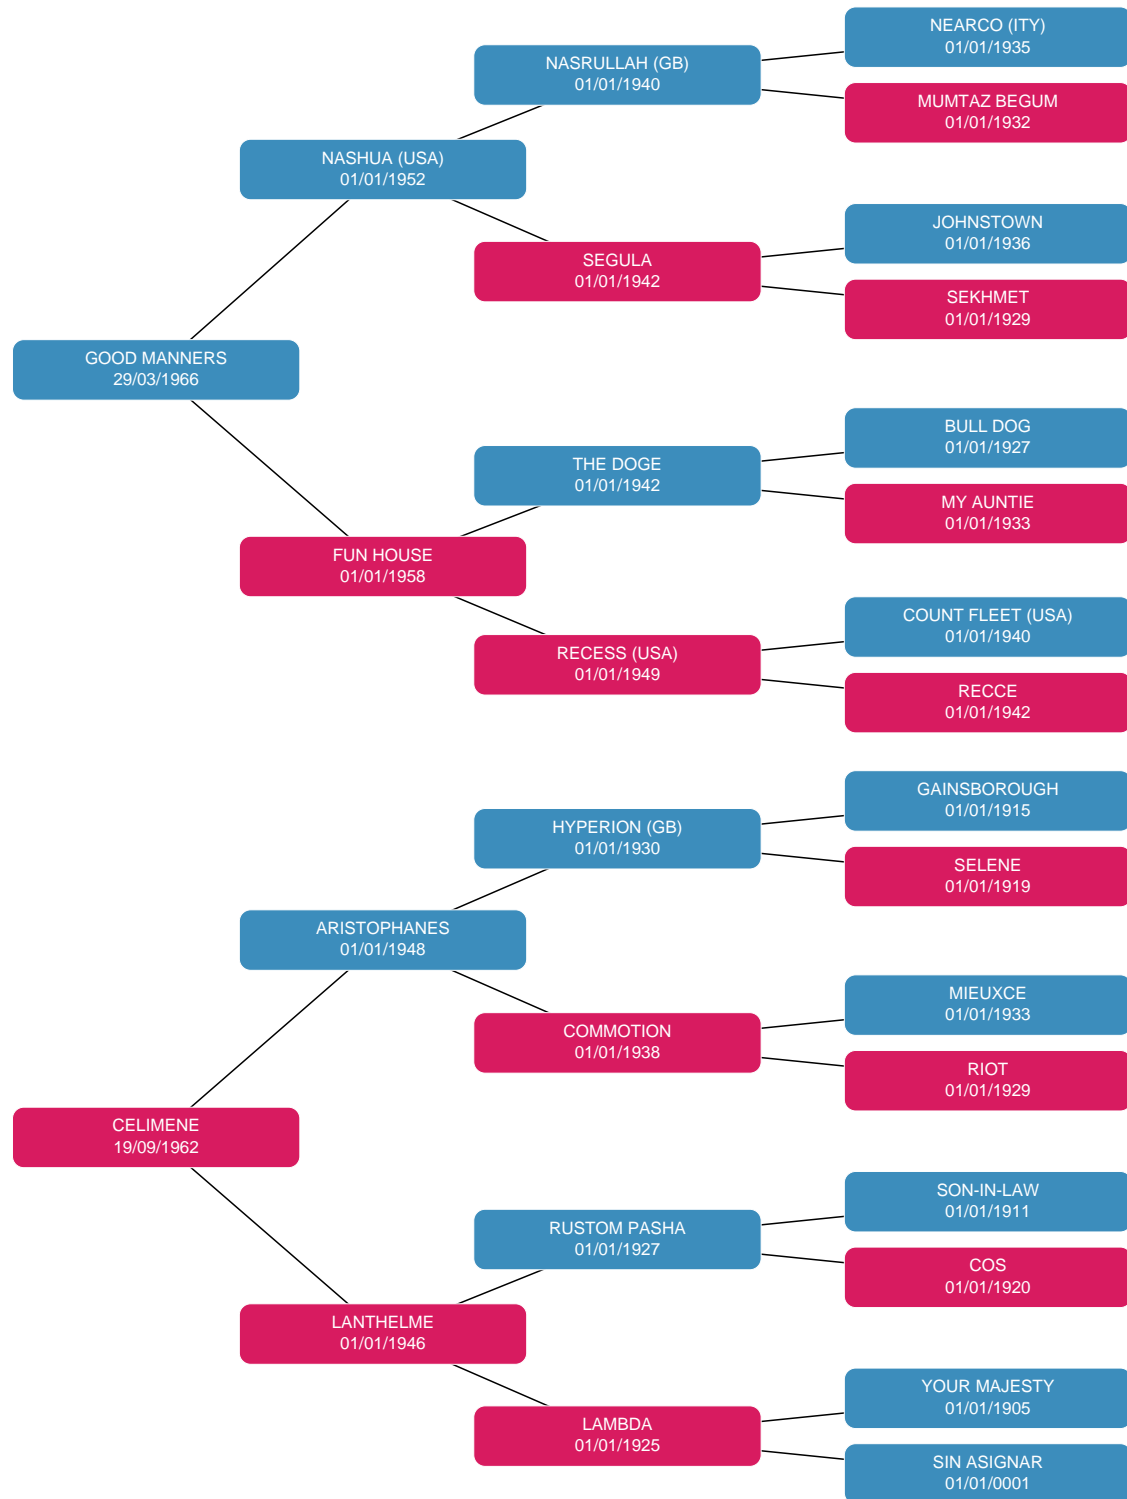 NEARCO (ITY)
01/01/1935
NASRULLAH (GB)
01/01/1940
MUMTAZ BEGUM
01/01/1932
NASHUA (USA)
01/01/1952
JOHNSTOWN
01/01/1936
SEGULA
01/01/1942
SEKHMET
01/01/1929
GOOD MANNERS
29/03/1966
BULL DOG
01/01/1927
THE DOGE
01/01/1942
MY AUNTIE
01/01/1933
FUN HOUSE
01/01/1958
COUNT FLEET (USA)
01/01/1940
RECESS (USA)
01/01/1949
RECCE
01/01/1942
GAINSBOROUGH
01/01/1915
HYPERION (GB)
01/01/1930
SELENE
01/01/1919
ARISTOPHANES
01/01/1948
MIEUXCE
01/01/1933
COMMOTION
01/01/1938
RIOT
01/01/1929
CELIMENE
19/09/1962
SON-IN-LAW
01/01/1911
RUSTOM PASHA
01/01/1927
COS
01/01/1920
LANTHELME
01/01/1946
YOUR MAJESTY
01/01/1905
LAMBDA
01/01/1925
SIN ASIGNAR
01/01/0001